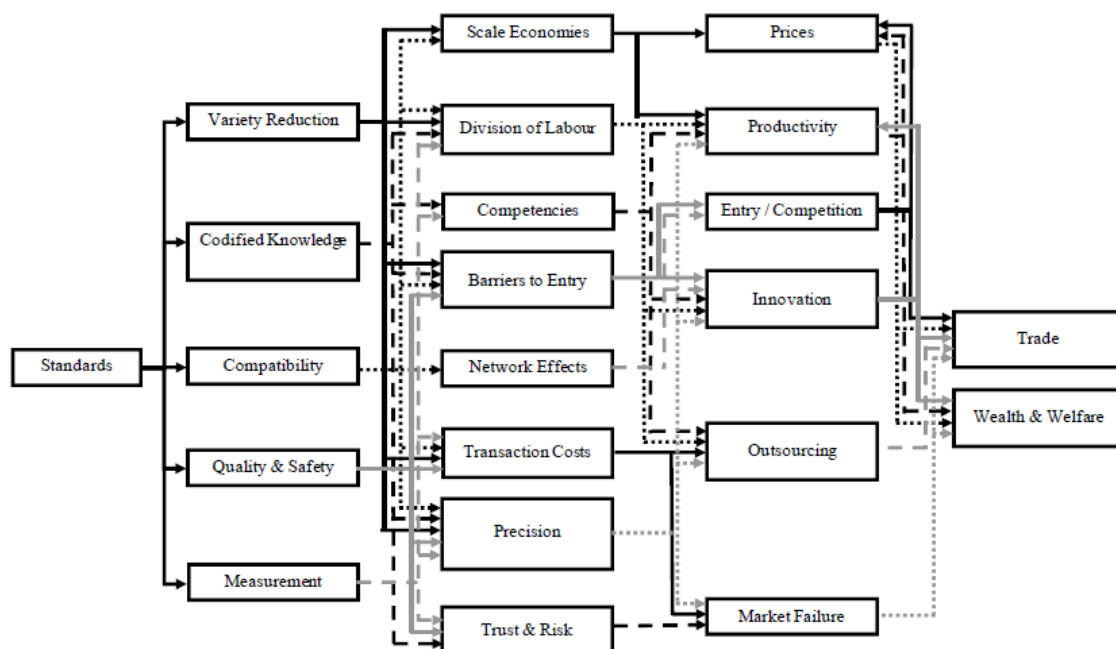 Standards
Variety Reduction
Codified Knowledge
Compatibility
Quality & Safety
Measurement
Scale Economies
Division of Labour
Competencies
Barriers to Entry
Network Effects
Transaction Costs
Precision
Trust & Risk
Prices
Productivity
Entry / Competition
Innovation
Outsourcing
Market Failure
Trade
Wealth & Welfare